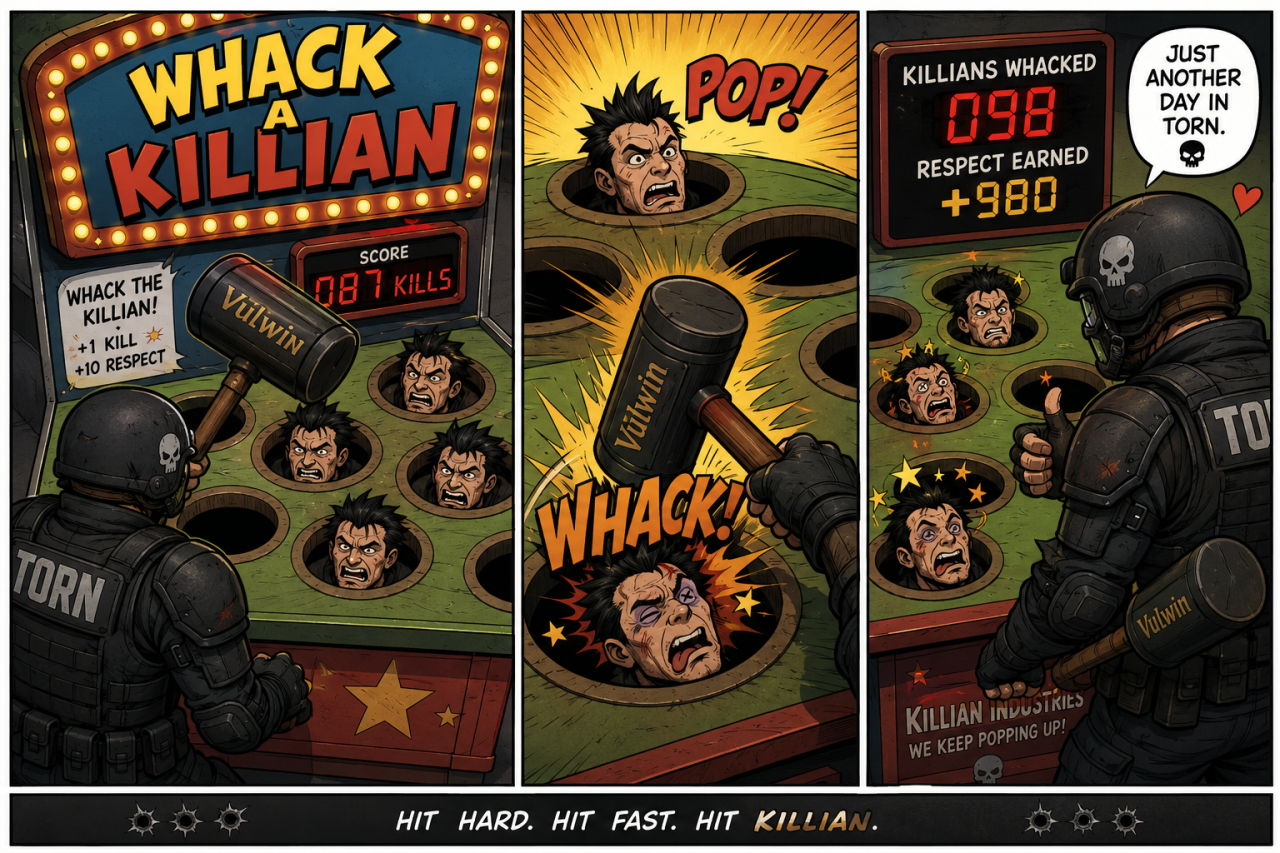 WHACK
A
KILLIAN
SCORE
087 KILLS
WHACK THE
KILLIAN!
+1 KILL
+10 RESPECT
Vülwin
TORN
POP!
Vülwin
WHACK!
KILLIANS WHACKED
098
RESPECT EARNED
+980
JUST
ANOTHER
DAY IN
TORN.
TO
Vulwin
KILLIAN INDUSTRIES
WE KEEP POPPING UP!
HIT HARD. HIT FAST. HIT KILLIAN.